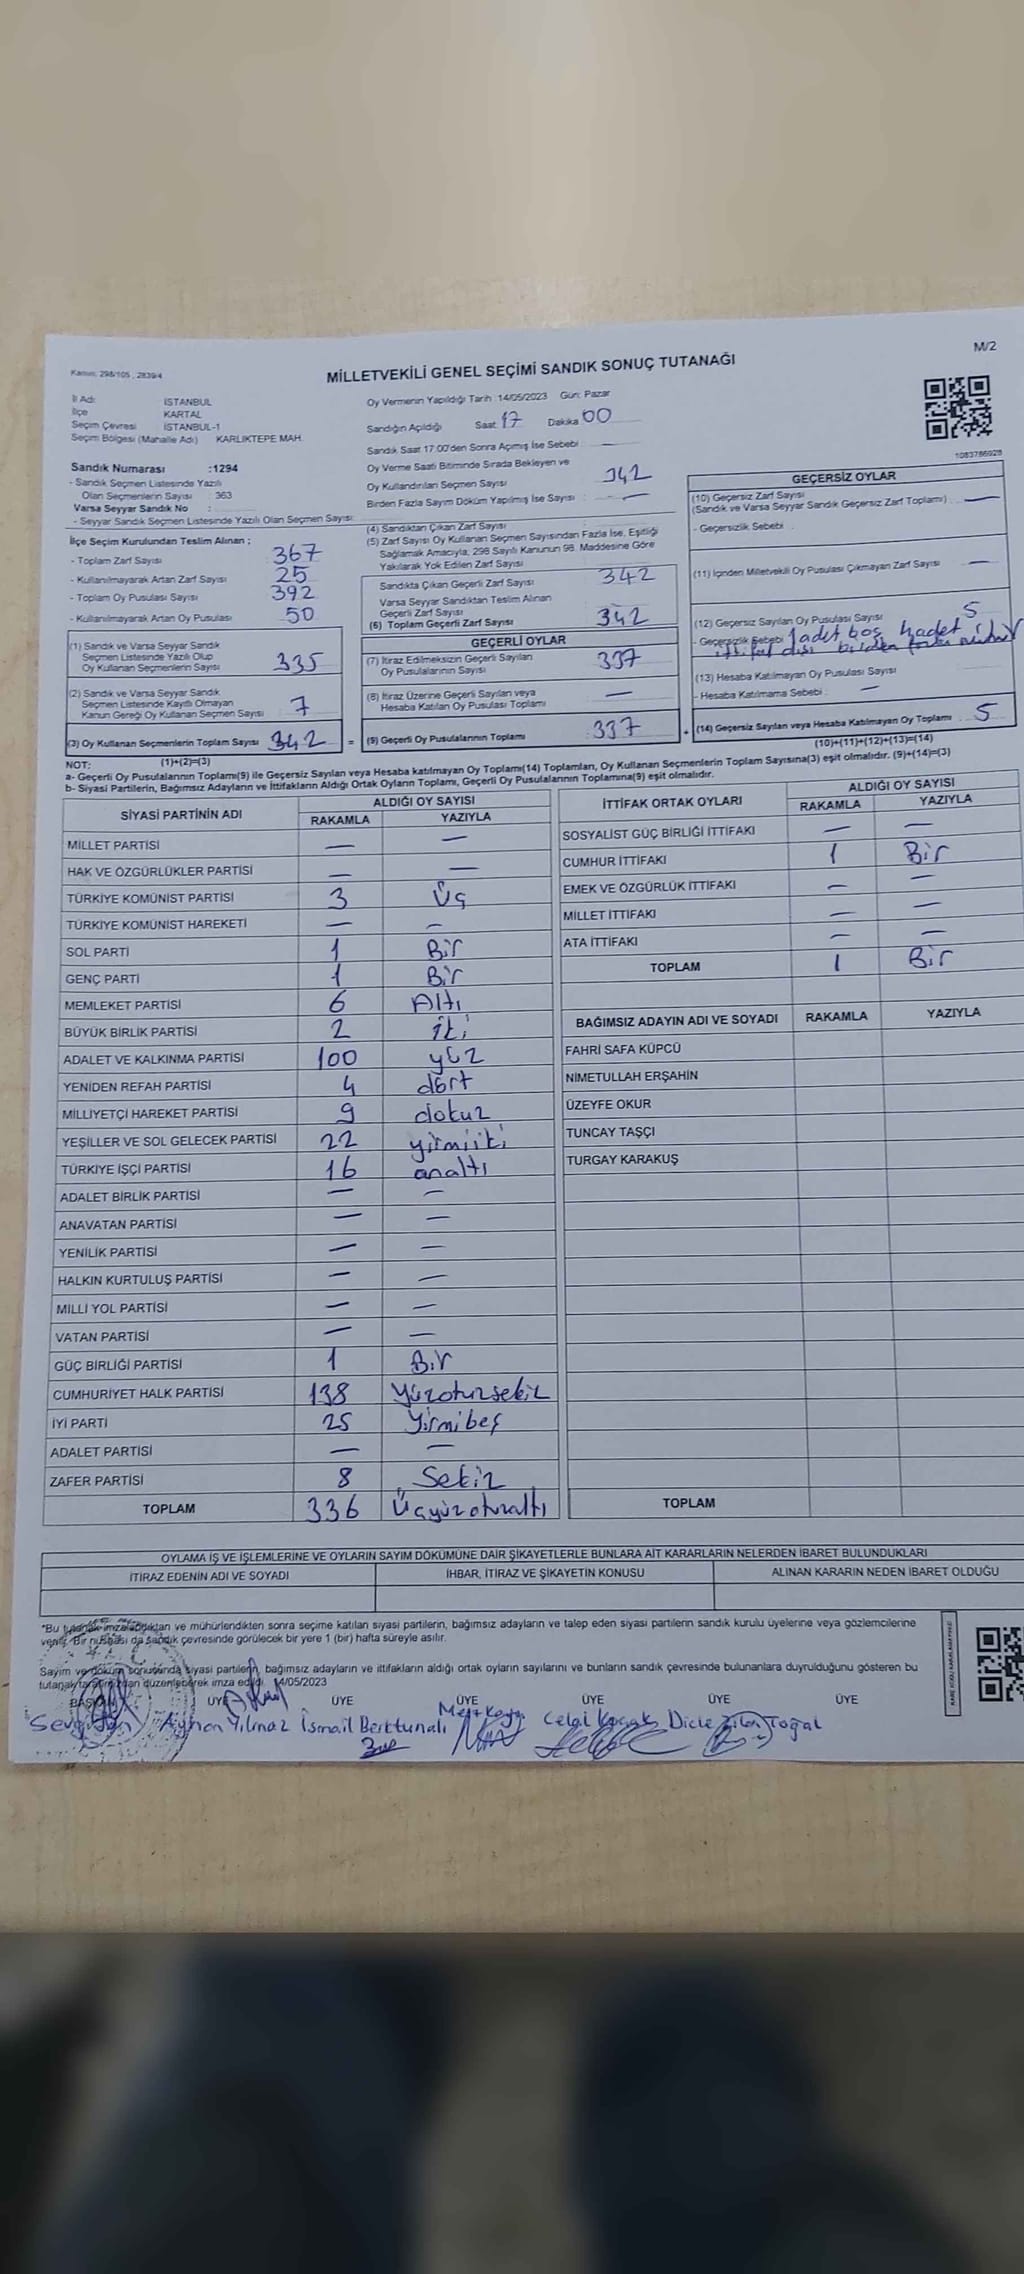 M/2
Kanun: 298/105 , 2839/4
MİLLETVEKİLİ GENEL SEÇİMİ SANDIK SONUÇ TUTANAĞI
İl Adı İSTANBUL
İlçe KARTAL
Seçim Çevresi İSTANBUL-1
Seçim Bölgesi (Mahalle Adı) KARLIKTEPE MAH.
Sandık Numarası :1294
- Sandık Seçmen Listesinde Yazılı
Olan Seçmenlerin Sayısı : 363
Varsa Seyyar Sandık No :
- Seyyar Sandık Seçmen Listesinde Yazılı Olan Seçmen Sayısı:
İlçe Seçim Kurulundan Teslim Alınan ;
- Toplam Zarf Sayısı 367
- Kullanılmayarak Artan Zarf Sayısı 25
- Toplam Oy Pusulası Sayısı 392
- Kullanılmayarak Artan Oy Pusulası 50
(1) Sandık ve Varsa Seyyar Sandık
Seçmen Listesinde Yazılı Olup
Oy Kullanan Seçmenlerin Sayısı 335
(2) Sandık ve Varsa Seyyar Sandık
Seçmen Listesinde Kayıtlı Olmayan
Kanun Gereği Oy Kullanan Seçmen Sayısı 7
(3) Oy Kullanan Seçmenlerin Toplam Sayısı 342 =
(1)+(2)=(3)
Oy Vermenin Yapıldığı Tarih :14/05/2023 Gün: Pazar
Sandığın Açıldığı Saat 17 Dakika 00
Sandık Saat 17:00'den Sonra Açımış İse Sebebi : —
Oy Verme Saati Bitiminde Sırada Bekleyen ve
Oy Kullandırılan Seçmen Sayısı 342
Birden Fazla Sayım Döküm Yapılmış İse Sayısı : —
(4) Sandıktan Çıkan Zarf Sayısı :
(5) Zarf Sayısı Oy Kullanan Seçmen Sayısından Fazla İse, Eşitliği
Sağlamak Amacıyla; 298 Sayılı Kanunun 98. Maddesine Göre
Yakılarak Yok Edilen Zarf Sayısı
Sandıkta Çıkan Geçerli Zarf Sayısı 342
Varsa Seyyar Sandıktan Teslim Alınan
Geçerli Zarf Sayısı
(6) Toplam Geçerli Zarf Sayısı 342
GEÇERLİ OYLAR
(7) İtiraz Edilmeksizin Geçerli Sayılan
Oy Pusulalarının Sayısı 337
(8) İtiraz Üzerine Geçerli Sayılan veya
Hesaba Katılan Oy Pusulası Toplamı —
(9) Geçerli Oy Pusulalarının Toplamı 337 +
1083786928
GEÇERSİZ OYLAR
(10) Geçersiz Zarf Sayısı
(Sandık ve Varsa Seyyar Sandık Geçersiz Zarf Toplamı) —
- Geçersizlik Sebebi :
(11) İçinden Milletvekili Oy Pusulası Çıkmayan Zarf Sayısı —
(12) Geçersiz Sayılan Oy Pusulası Sayısı 5
- Geçersizlik Sebebi 1 adet boş 4 adet
ittifak dışı birden fazla
(13) Hesaba Katılmayan Oy Pusulası Sayısı
- Hesaba Katılmama Sebebi : —
(14) Geçersiz Sayılan veya Hesaba Katılmayan Oy Toplamı 5
(10)+(11)+(12)+(13)=(14)
NOT:
a- Geçerli Oy Pusulalarının Toplamı(9) ile Geçersiz Sayılan veya Hesaba katılmayan Oy Toplamı(14) Toplamları, Oy Kullanan Seçmenlerin Toplam Sayısına(3) eşit olmalıdır. (9)+(14)=(3)
b- Siyasi Partilerin, Bağımsız Adayların ve İttifakların Aldığı Ortak Oyların Toplamı, Geçerli Oy Pusulalarının Toplamına(9) eşit olmalıdır.
SİYASİ PARTİNİN ADI ALDIĞI OY SAYISI
RAKAMLA YAZIYLA
MİLLET PARTİSİ — —
HAK VE ÖZGÜRLÜKLER PARTİSİ — —
TÜRKİYE KOMÜNİST PARTİSİ 3 Üç
TÜRKİYE KOMÜNIST HAREKETİ — —
SOL PARTİ 1 Bir
GENÇ PARTİ 1 Bir
MEMLEKET PARTİSİ 6 Altı
BÜYÜK BİRLİK PARTİSİ 2 İki
ADALET VE KALKINMA PARTİSİ 100 yüz
YENİDEN REFAH PARTİSİ 4 dört
MİLLİYETÇİ HAREKET PARTİSİ 9 dokuz
YEŞİLLER VE SOL GELECEK PARTİSİ 22 yirmiiki
TÜRKİYE İŞÇİ PARTİSİ 16 onaltı
ADALET BİRLİK PARTİSİ — —
ANAVATAN PARTİSİ — —
YENİLİK PARTİSİ — —
HALKIN KURTULUŞ PARTİSİ — —
MİLLİ YOL PARTİSİ — —
VATAN PARTİSİ — —
GÜÇ BİRLİĞİ PARTİSİ 1 Bir
CUMHURİYET HALK PARTİSİ 138 yüzotuzsekiz
İYİ PARTİ 25 Yirmibeş
ADALET PARTİSİ — —
ZAFER PARTİSİ 8 Sekiz
TOPLAM 336 Üçyüzotuzaltı
İTTİFAK ORTAK OYLARI ALDIĞI OY SAYISI
RAKAMLA YAZIYLA
SOSYALİST GÜÇ BİRLİĞİ İTTİFAKI — —
CUMHUR İTTİFAKI 1 Bir
EMEK VE ÖZGÜRLÜK İTTİFAKI — —
MİLLET İTTİFAKI — —
ATA İTTİFAKI — —
TOPLAM 1 Bir
BAĞIMSIZ ADAYIN ADI VE SOYADI RAKAMLA YAZIYLA
FAHRİ SAFA KÜPCÜ
NİMETULLAH ERŞAHİN
ÜZEYFE OKUR
TUNCAY TAŞÇI
TURGAY KARAKUŞ
TOPLAM
OYLAMA İŞ VE İŞLEMLERİNE VE OYLARIN SAYIM DÖKÜMÜNE DAİR ŞİKAYETLERLE BUNLARA AİT KARARLARIN NELERDEN İBARET BULUNDUKLARI
İTİRAZ EDENİN ADI VE SOYADI İHBAR, İTİRAZ VE ŞİKAYETİN KONUSU ALINAN KARARIN NEDEN İBARET OLDUĞU
*Bu tutanak imzalandıktan ve mühürlendikten sonra seçime katılan siyasi partilerin, bağımsız adayların ve talep eden siyasi partilerin sandık kurulu üyelerine veya gözlemcilerine
verilir. Bir nüshası da sandık çevresinde görülecek bir yere 1 (bir) hafta süreyle asılır.
Sayım ve döküm sonucunda siyasi partilerin, bağımsız adayların ve ittifakların aldığı ortak oyların sayılarını ve bunların sandık çevresinde bulunanlara duyrulduğunu gösteren bu
tutanak tarafımızdan düzenlenerek imza edildi. 14/05/2023
BAŞKAN ÜYE ÜYE ÜYE ÜYE ÜYE ÜYE
Ayhan Yılmaz İsmail Berktunalı Mert Kaya Celal Koçak Dicle Toğal